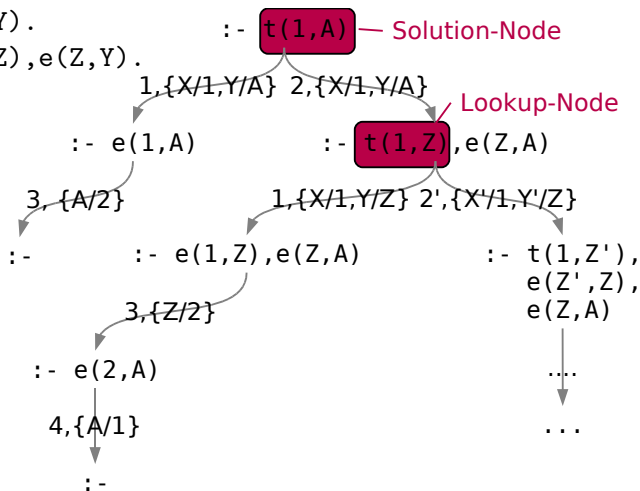 Y).
:- t(1,A)
Solution-Node
Z),e(Z,Y).
1,{X/1,Y/A} 2,{X/1,Y/A}
Lookup-Node
:- e(1,A)
:- t(1,Z),e(Z,A)
3, {A/2}
1,{X/1,Y/Z} 2',{X'/1,Y'/Z}
:-
:- e(1,Z),e(Z,A)
:- t(1,Z'),
e(Z',Z),
e(Z,A)
3,{Z/2}
:- e(2,A)
....
4,{A/1}
...
:-